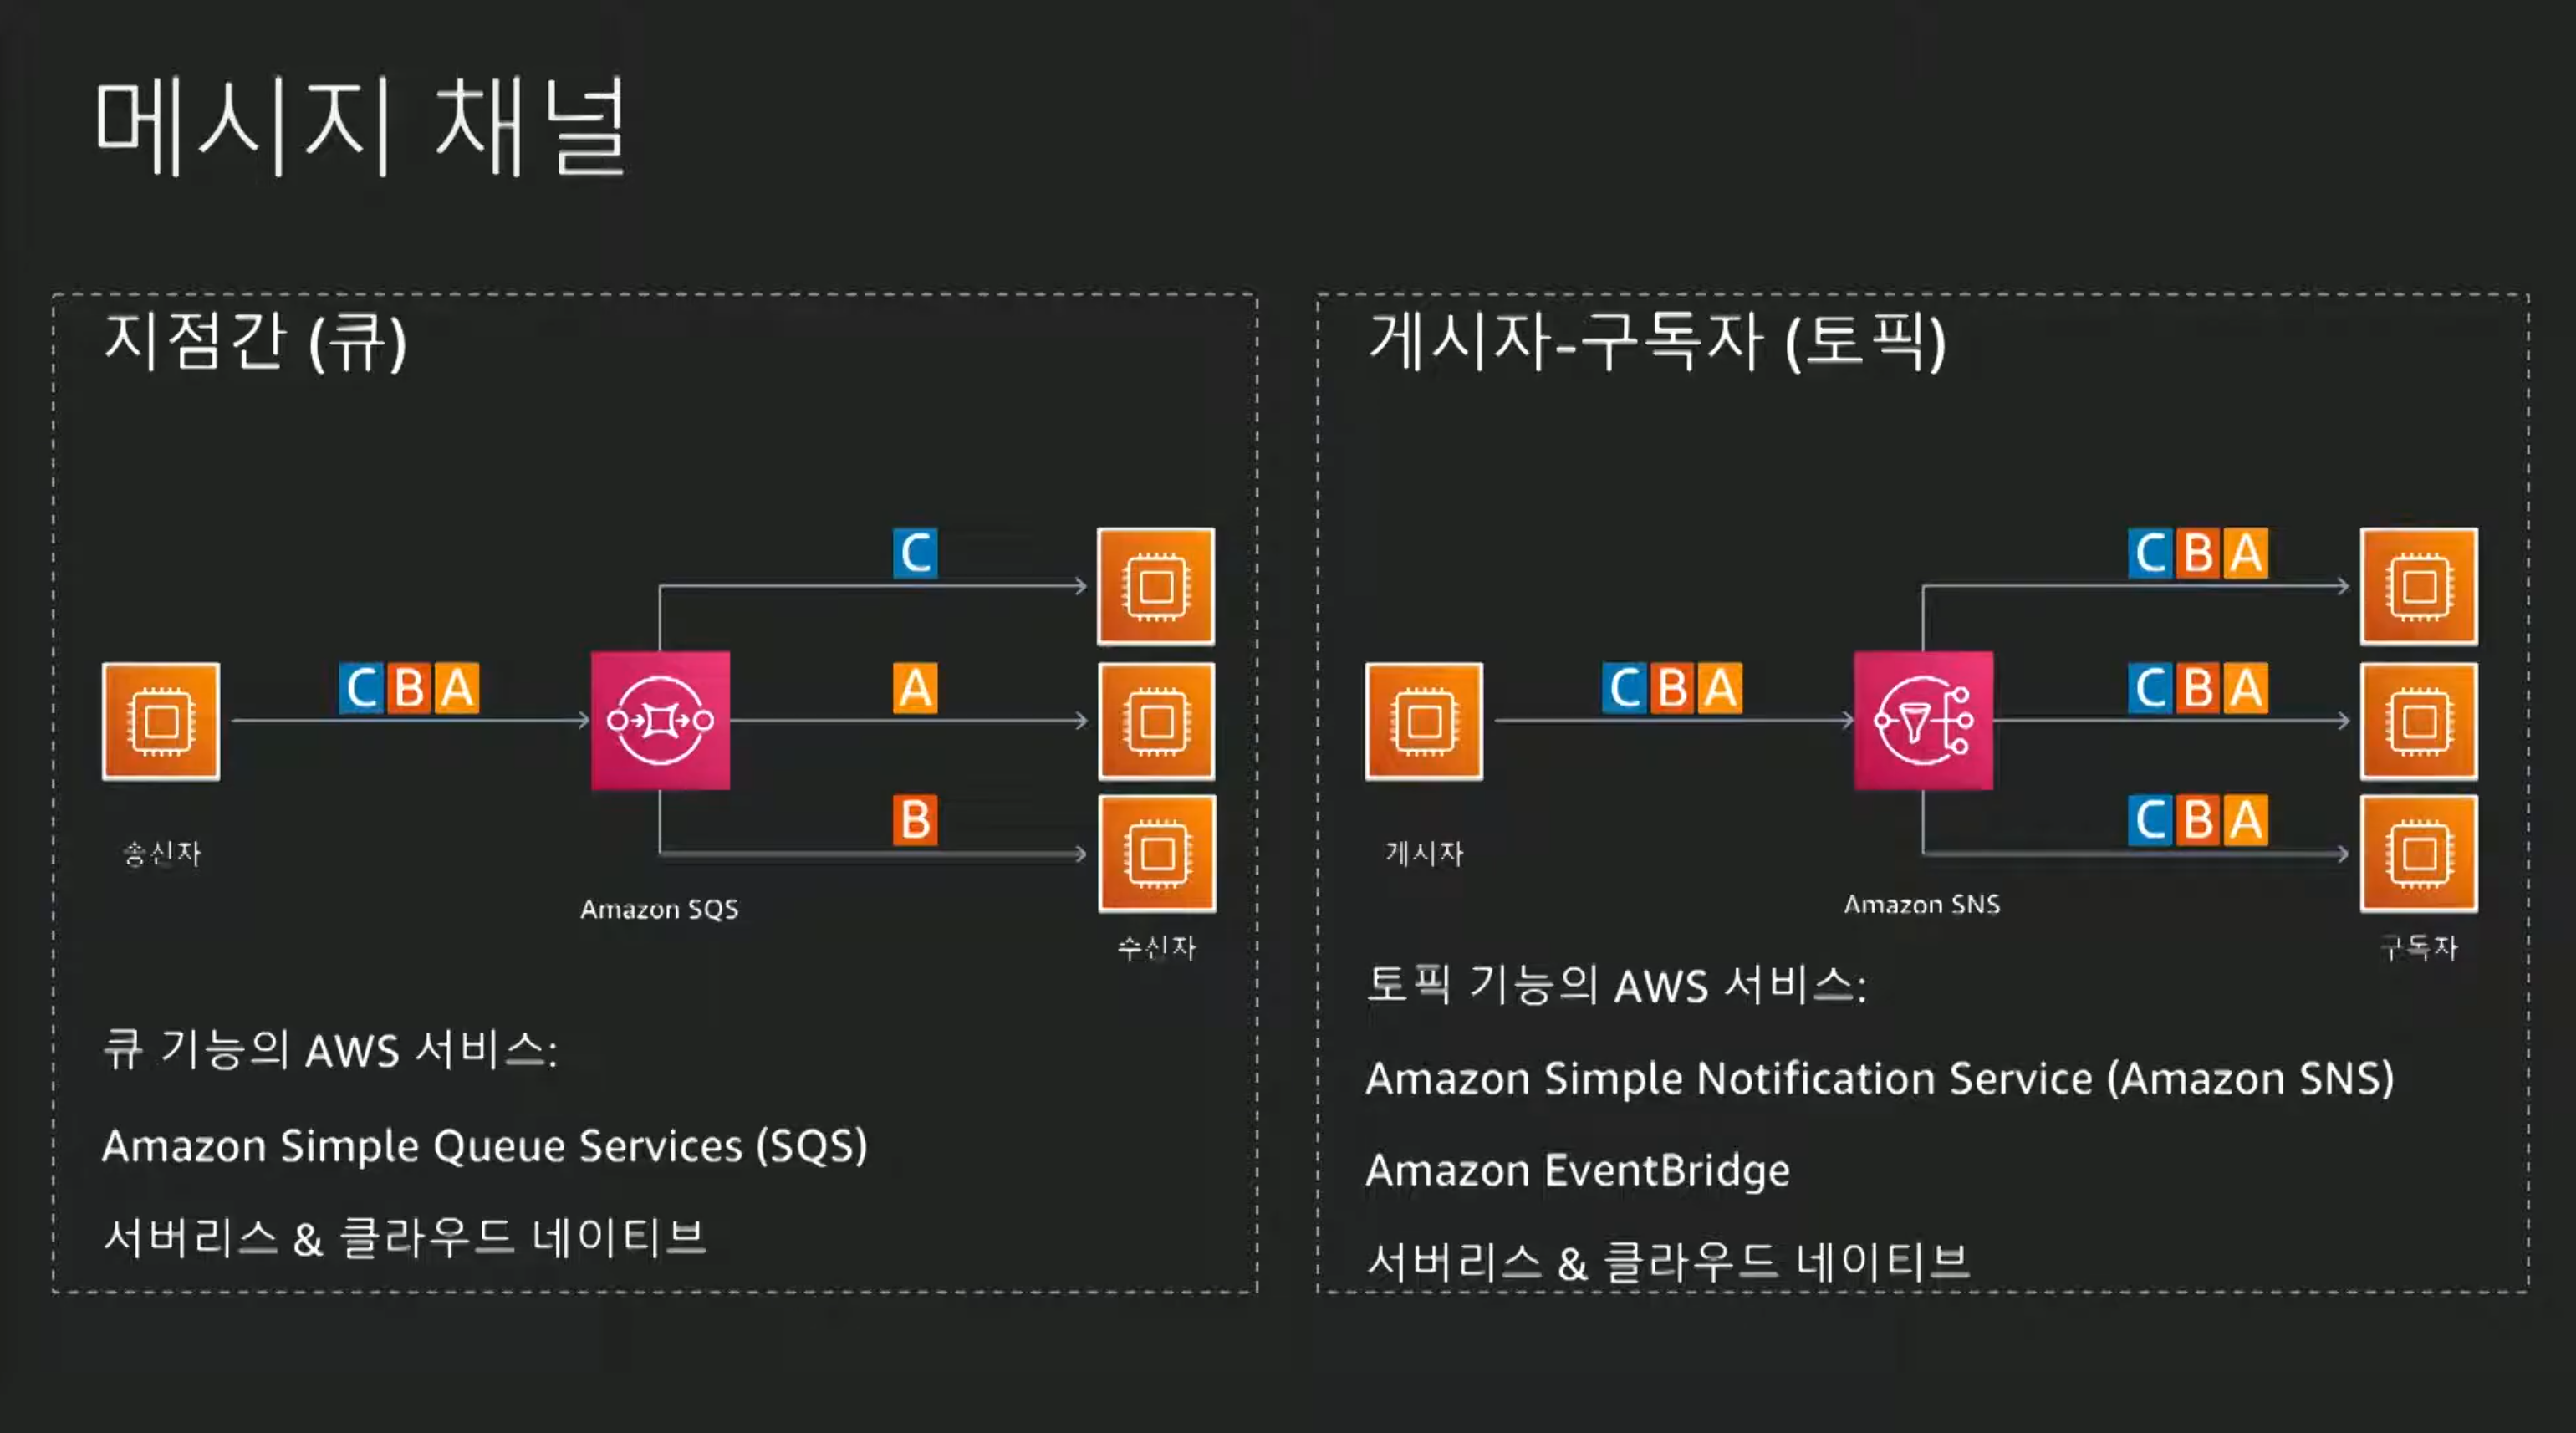 메시지 채널
지점간 (큐)
C
C B A
A
B
송신자
Amazon SQS
수신자
큐 기능의 AWS 서비스:
Amazon Simple Queue Services (SQS)
서버리스 & 클라우드 네이티브
게시자-구독자 (토픽)
C B A
C B A
C B A
C B A
게시자
Amazon SNS
구독자
토픽 기능의 AWS 서비스:
Amazon Simple Notification Service (Amazon SNS)
Amazon EventBridge
서버리스 & 클라우드 네이티브